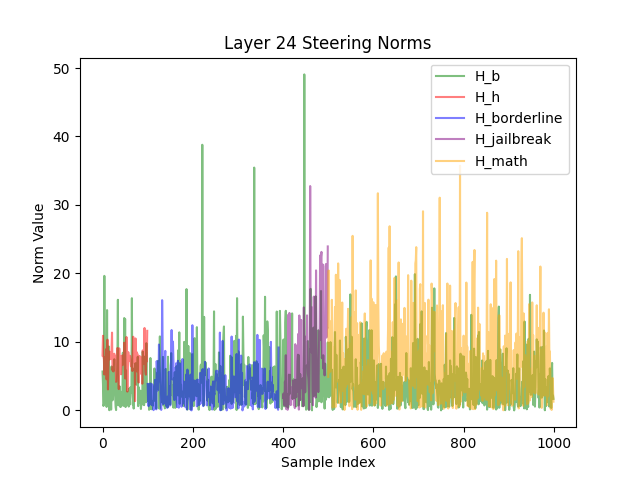 Layer 24 Steering Norms
50
40
30
20
10
0
Norm Value
H_b
H_h
H_borderline
H_jailbreak
H_math
0
200
400
600
800
1000
Sample Index